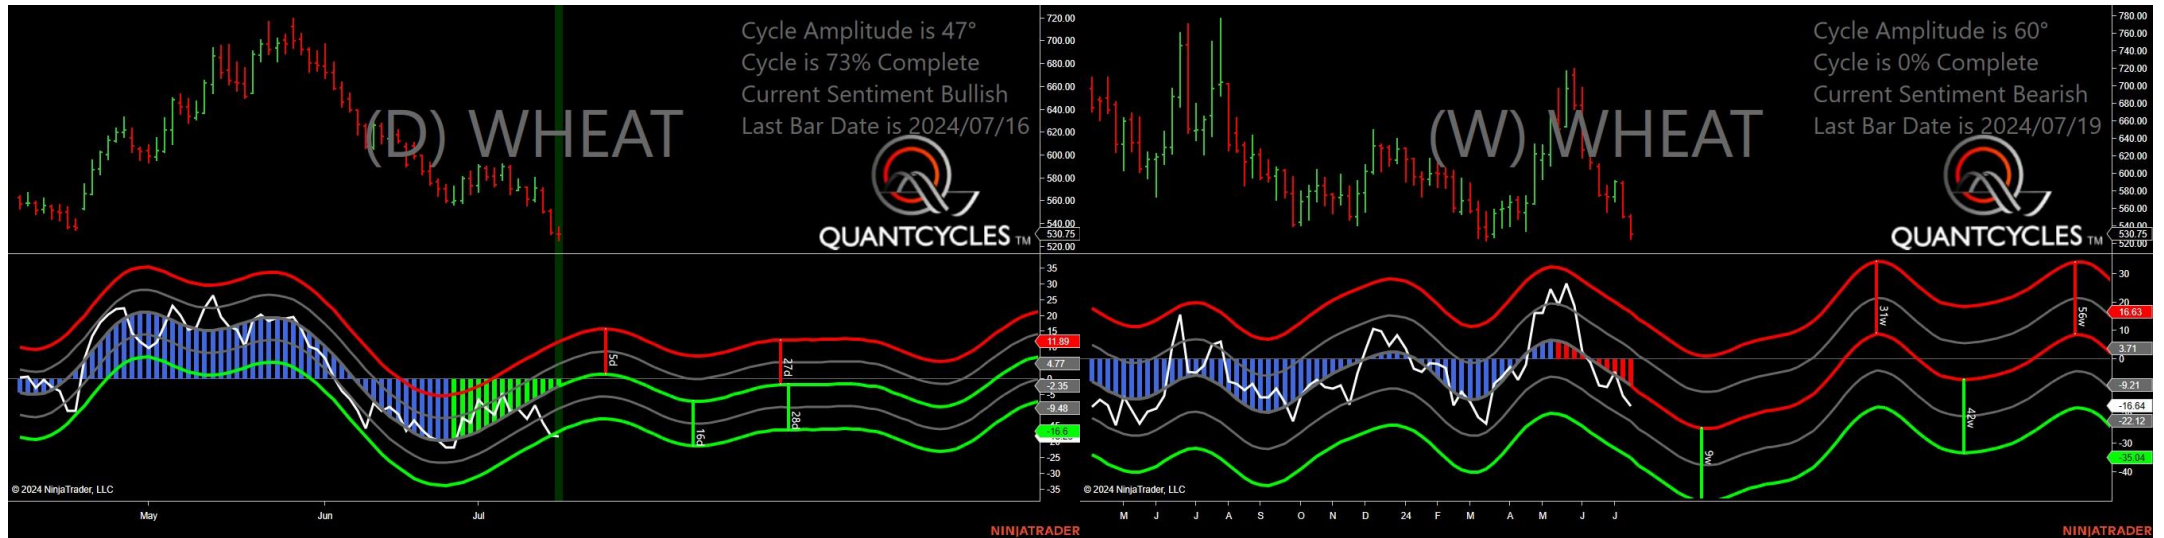 Cycle Amplitude is 47°
Cycle is 73% Complete
Current Sentiment Bullish
Last Bar Date is 2024/07/16
(D) WHEAT
QUANTCYCLES TM
720.00
700.00
680.00
660.00
640.00
620.00
600.00
580.00
560.00
540.00
530.75
520.00
35
30
25
20
15
11.89
4.77
-2.35
-5
-9.48
-16.6
-25
-30
-35
5d
16d
27d
28d
© 2024 NinjaTrader, LLC
May
Jun
Jul
NINJATRADER
Cycle Amplitude is 60°
Cycle is 0% Complete
Current Sentiment Bearish
Last Bar Date is 2024/07/19
(W) WHEAT
QUANTCYCLES TM
780.00
760.00
740.00
720.00
700.00
680.00
660.00
640.00
620.00
600.00
580.00
560.00
540.00
530.75
520.00
30
20
16.63
10
3.71
0
-9.21
-16.64
-22.12
-30
-35.04
-40
9w
31w
42w
56w
© 2024 NinjaTrader, LLC
M J J A S O N D 24 F M A M J J
NINJATRADER